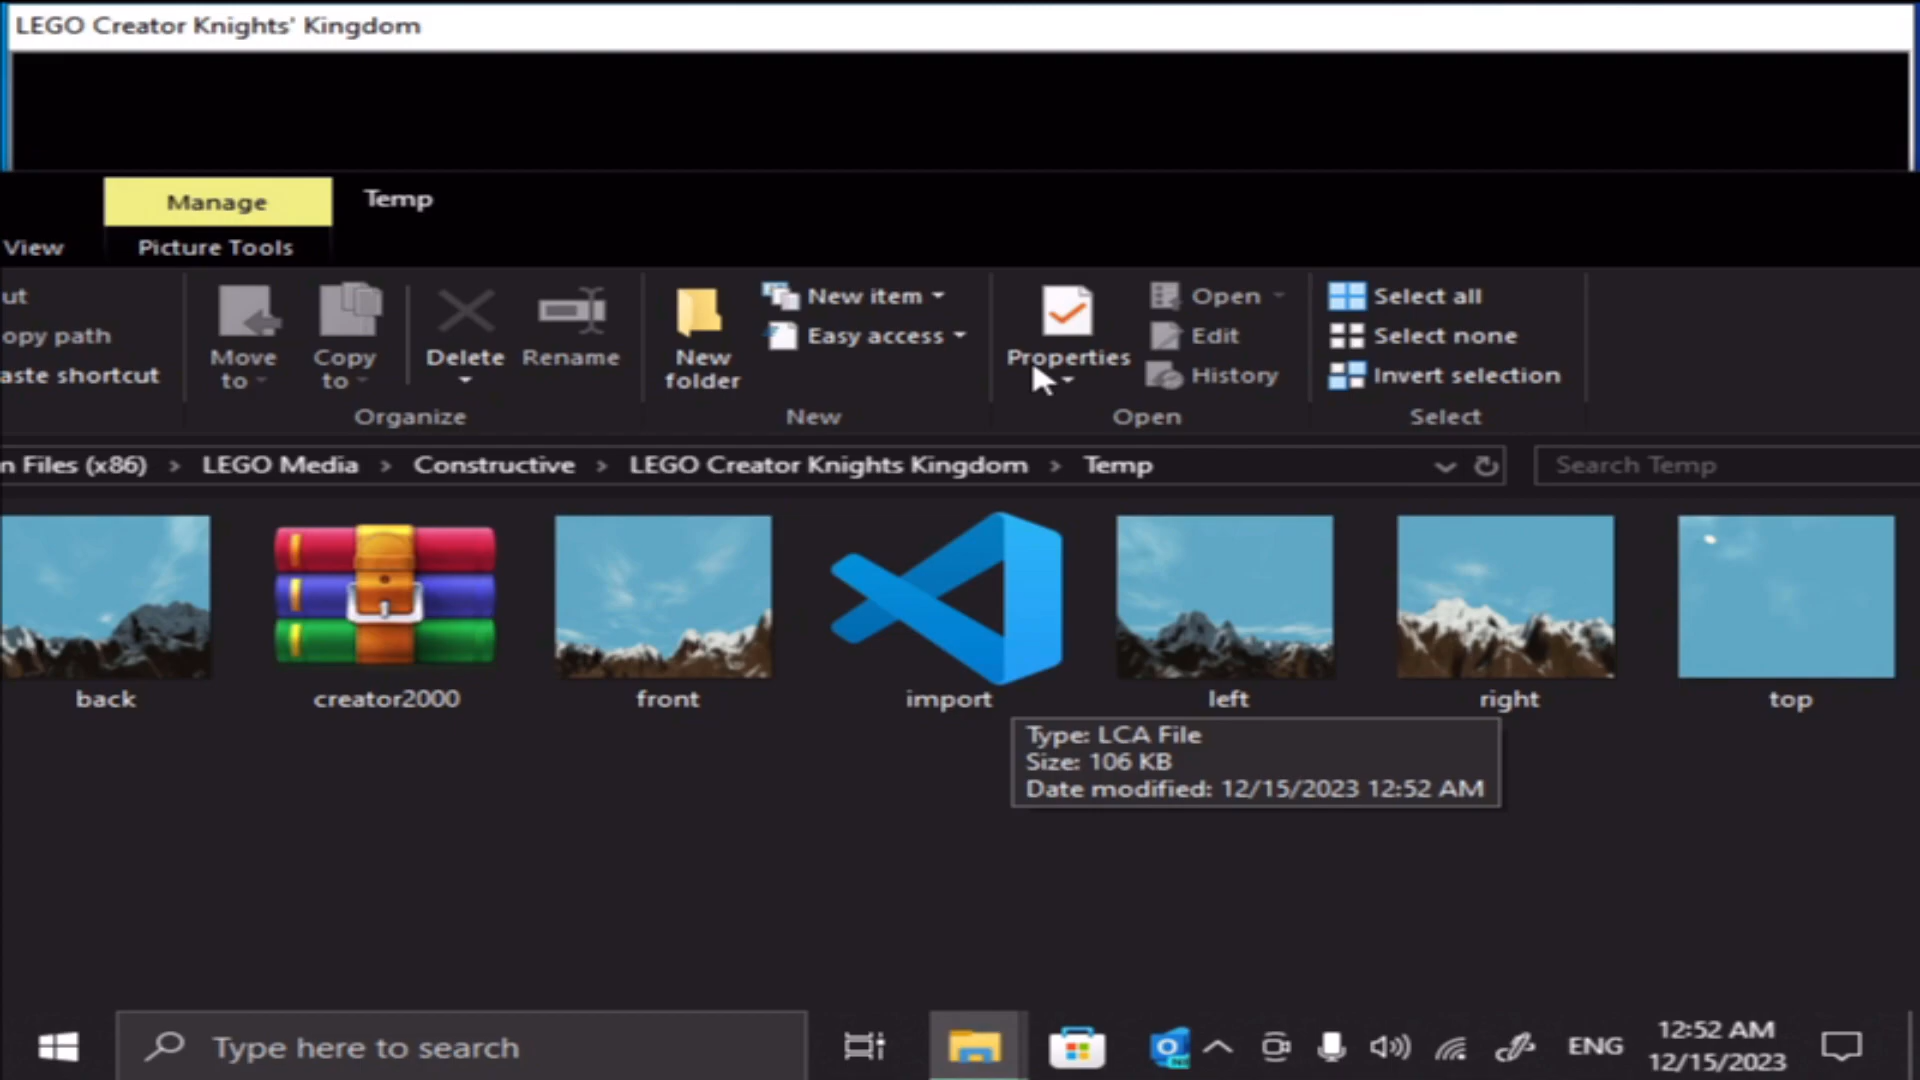 LEGO Creator Knights' Kingdom
Manage
Temp
View
Picture Tools
ut
opy path
aste shortcut
Move to
Copy to
Delete
Rename
Organize
New folder
New item
Easy access
New
Properties
Open
Edit
History
Open
Select all
Select none
Invert selection
Select
n Files (x86) > LEGO Media > Constructive > LEGO Creator Knights Kingdom > Temp
Search Temp
back
creator2000
front
import
left
right
top
Type: LCA File
Size: 106 KB
Date modified: 12/15/2023 12:52 AM
Type here to search
ENG
12:52 AM
12/15/2023